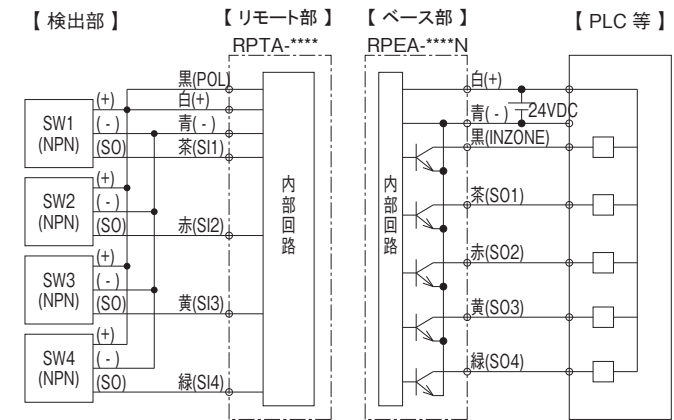 【 検出部 】
【 リモート部 】
【 ベース部 】
【 PLC 等 】
RPTA-****
RPEA-****N
黒(POL)
白(+)
青( - )
茶(SI1)
赤(SI2)
黄(SI3)
緑(SI4)
SW1
(NPN)
(+)
( - )
(SO)
SW2
(NPN)
(+)
( - )
(SO)
SW3
(NPN)
(+)
( - )
(SO)
SW4
(NPN)
(+)
( - )
(SO)
内部回路
内部回路
白(+)
青( - )
24VDC
黒(INZONE)
茶(SO1)
赤(SO2)
黄(SO3)
緑(SO4)